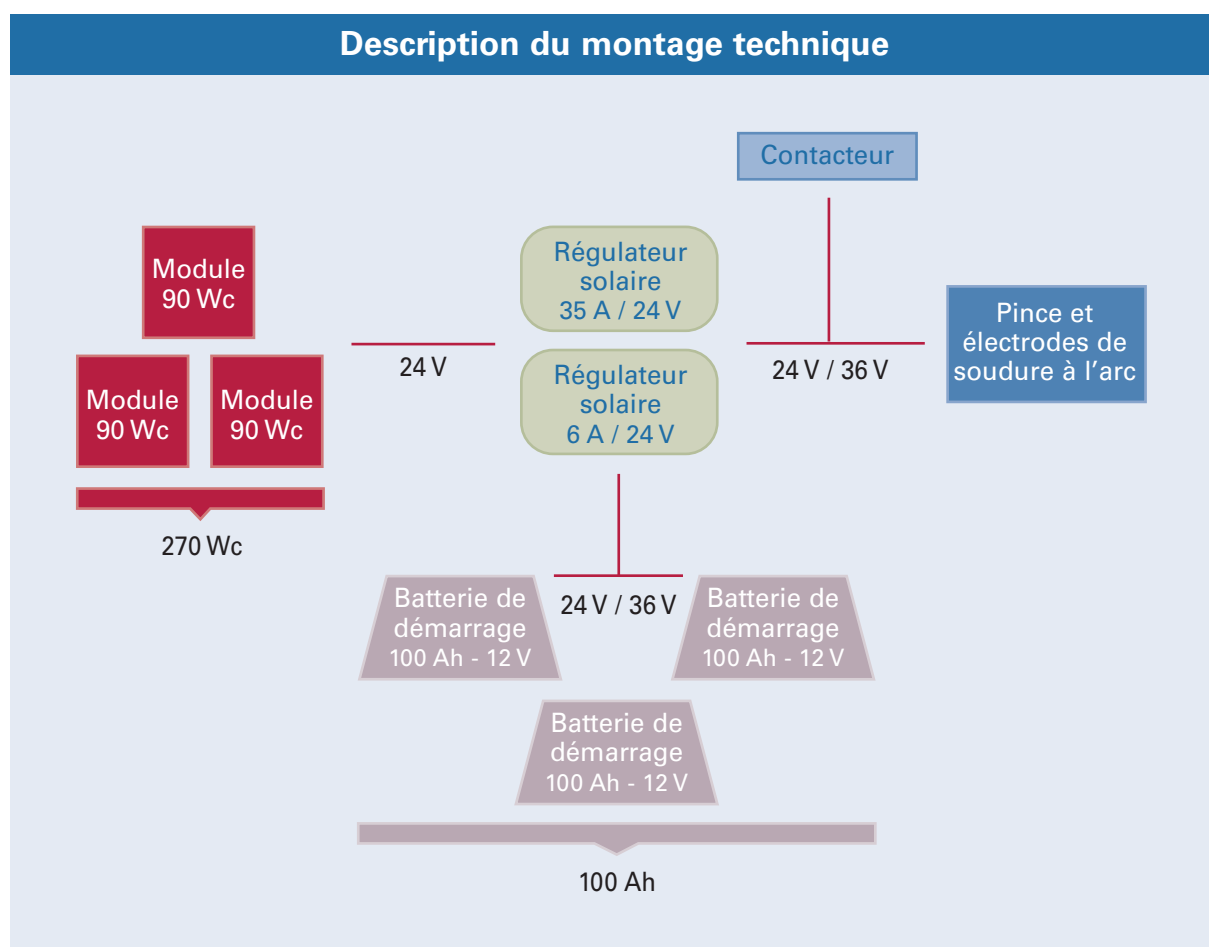 Description du montage technique
Contacteur
Module
90 Wc
Module
90 Wc
Module
90 Wc
270 Wc
24 V
Régulateur
solaire
35 A / 24 V
Régulateur
solaire
6 A / 24 V
24 V / 36 V
Pince et
électrodes de
soudure à l'arc
Batterie de
démarrage
100 Ah - 12 V
24 V / 36 V
Batterie de
démarrage
100 Ah - 12 V
Batterie de
démarrage
100 Ah - 12 V
100 Ah